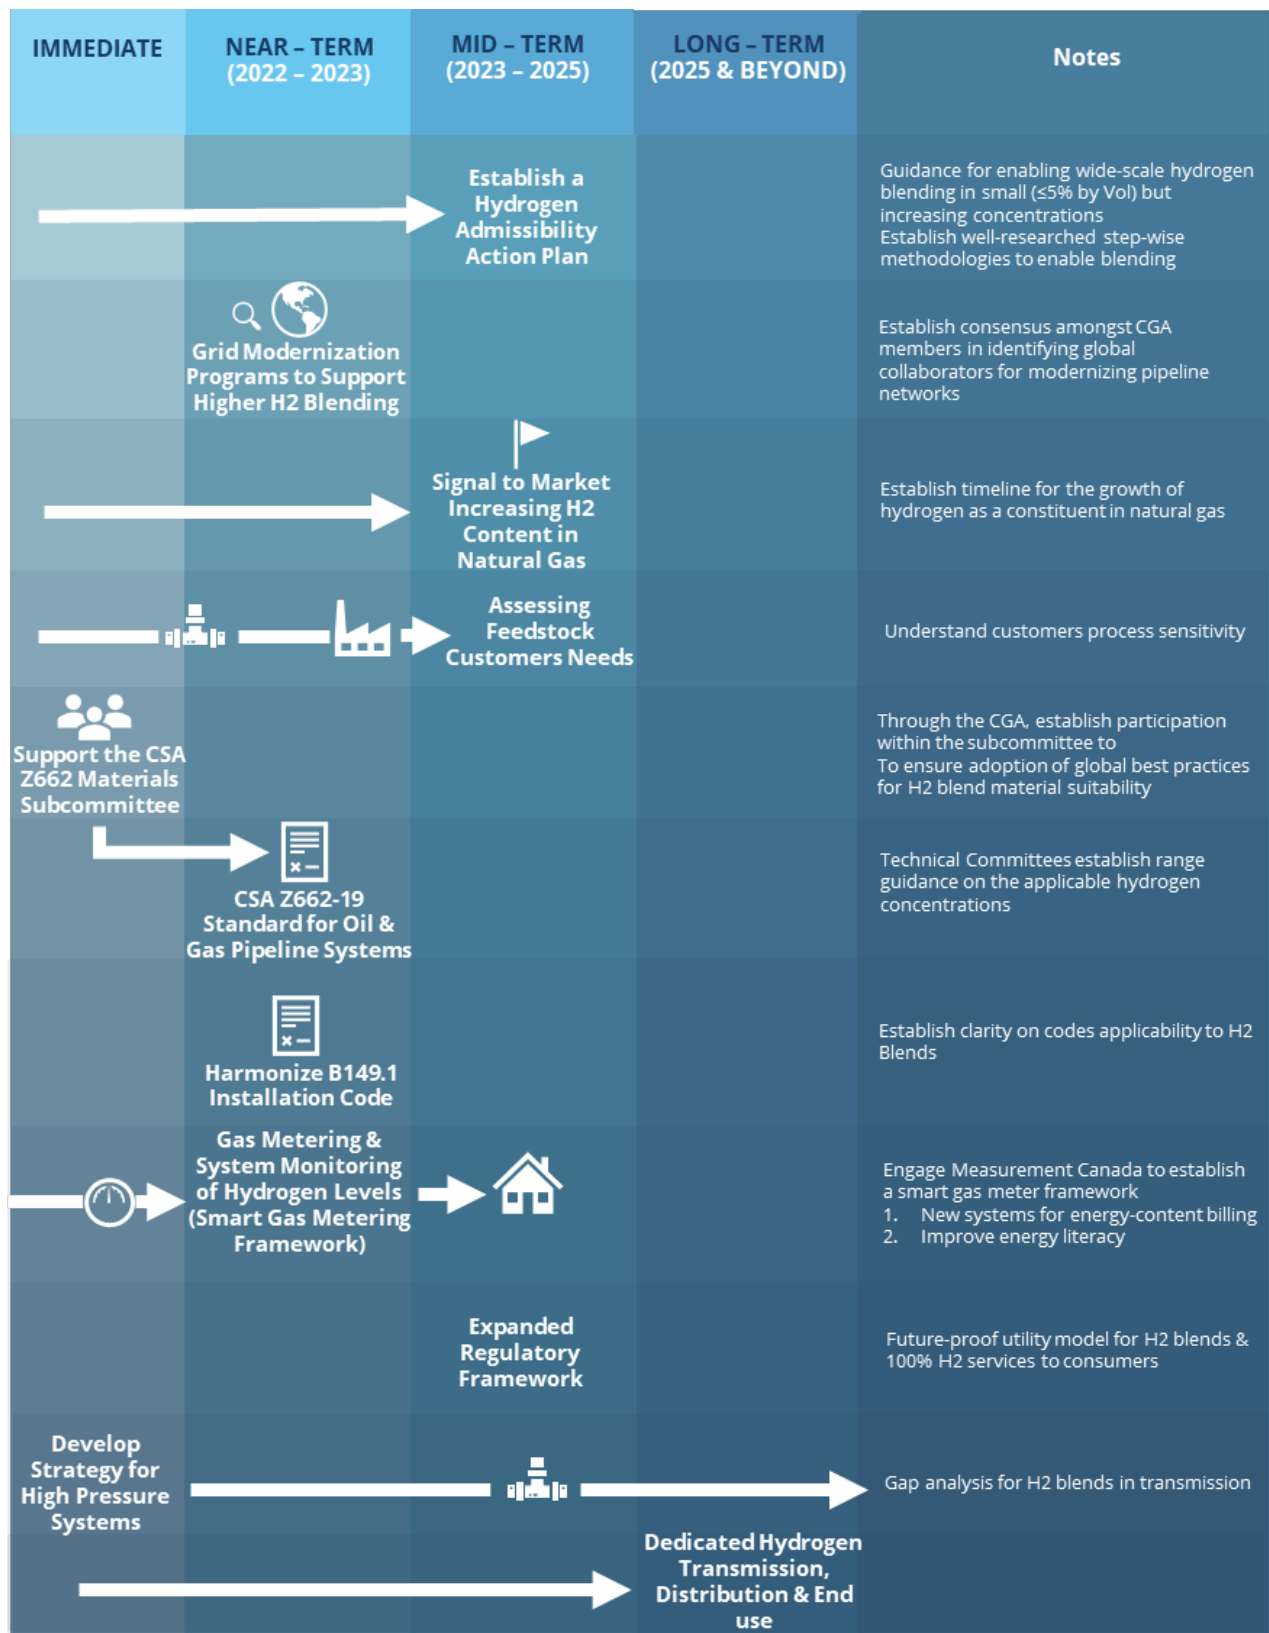 IMMEDIATE
NEAR – TERM
(2022 – 2023)
MID – TERM
(2023 – 2025)
LONG – TERM
(2025 & BEYOND)
Notes
Establish a
Hydrogen
Admissibility
Action Plan
Guidance for enabling wide-scale hydrogen
blending in small (≤5% by Vol) but
increasing concentrations
Establish well-researched step-wise
methodologies to enable blending
Grid Modernization
Programs to Support
Higher H2 Blending
Establish consensus amongst CGA
members in identifying global
collaborators for modernizing pipeline
networks
Signal to Market
Increasing H2
Content in
Natural Gas
Establish timeline for the growth of
hydrogen as a constituent in natural gas
Assessing
Feedstock
Customers Needs
Understand customers process sensitivity
Support the CSA
Z662 Materials
Subcommittee
Through the CGA, establish participation
within the subcommittee to
To ensure adoption of global best practices
for H2 blend material suitability
CSA Z662-19
Standard for Oil &
Gas Pipeline Systems
Technical Committees establish range
guidance on the applicable hydrogen
concentrations
Harmonize B149.1
Installation Code
Establish clarity on codes applicability to H2
Blends
Gas Metering &
System Monitoring
of Hydrogen Levels
(Smart Gas Metering
Framework)
Engage Measurement Canada to establish
a smart gas meter framework
1. New systems for energy-content billing
2. Improve energy literacy
Expanded
Regulatory
Framework
Future-proof utility model for H2 blends &
100% H2 services to consumers
Develop
Strategy for
High Pressure
Systems
Gap analysis for H2 blends in transmission
Dedicated Hydrogen
Transmission,
Distribution & End
use